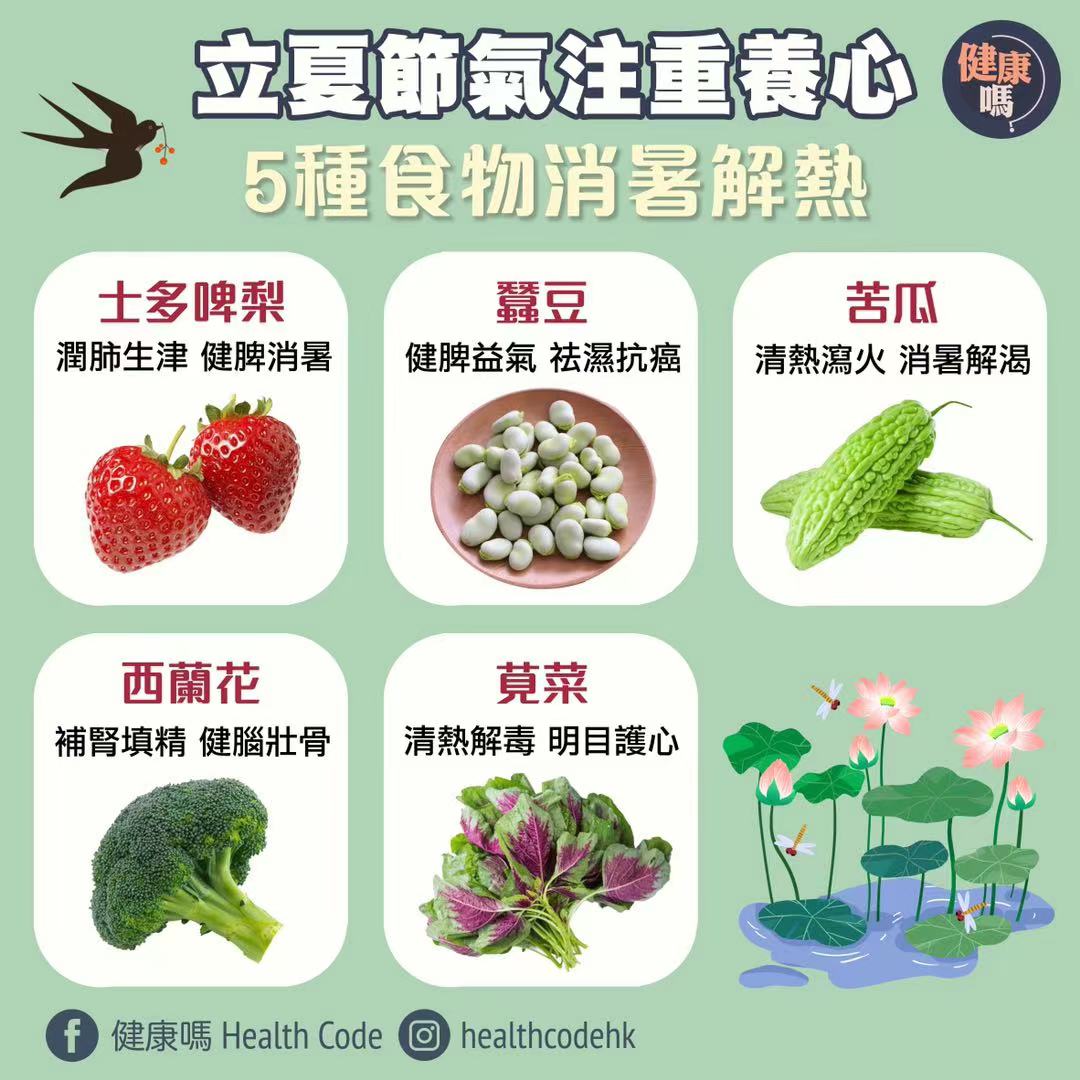 立夏節氣注重養心
健康
嗎?
5種食物消暑解熱
士多啤梨
潤肺生津 健脾消暑
蠶豆
健脾益氣 袪濕抗癌
苦瓜
清熱瀉火 消暑解渴
西蘭花
補腎填精 健腦壯骨
莧菜
清熱解毒 明目護心
健康嗎 Health Code
healthcodehk